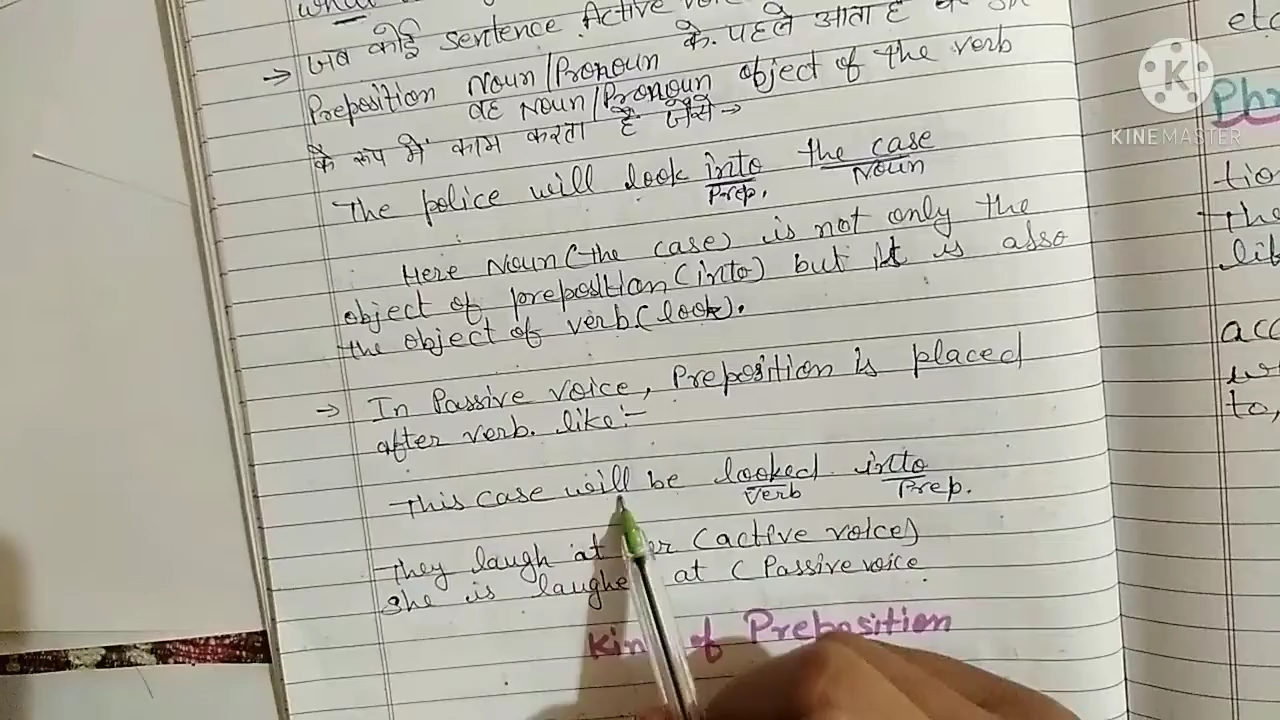 what
→ जब कोई sentence Active
Preposition Noun/Pronoun के पहले आता है
वह Noun/Pronoun object of the verb
के रूप में काम करता है जैसे →
The police will look into the case
Prep. Noun
Here Noun (the case) is not only the
object of preposition (into) but it is also
the object of verb (look).
→ In Passive voice, Preposition is placed
after verb. like:-
This case will be looked into
Verb Prep.
They laugh at (active voice)
She is laughe at ( Passive voice
Kin of Preposition
etc
Ph
tio
the
lib
acc
to,
K
KINEMASTER